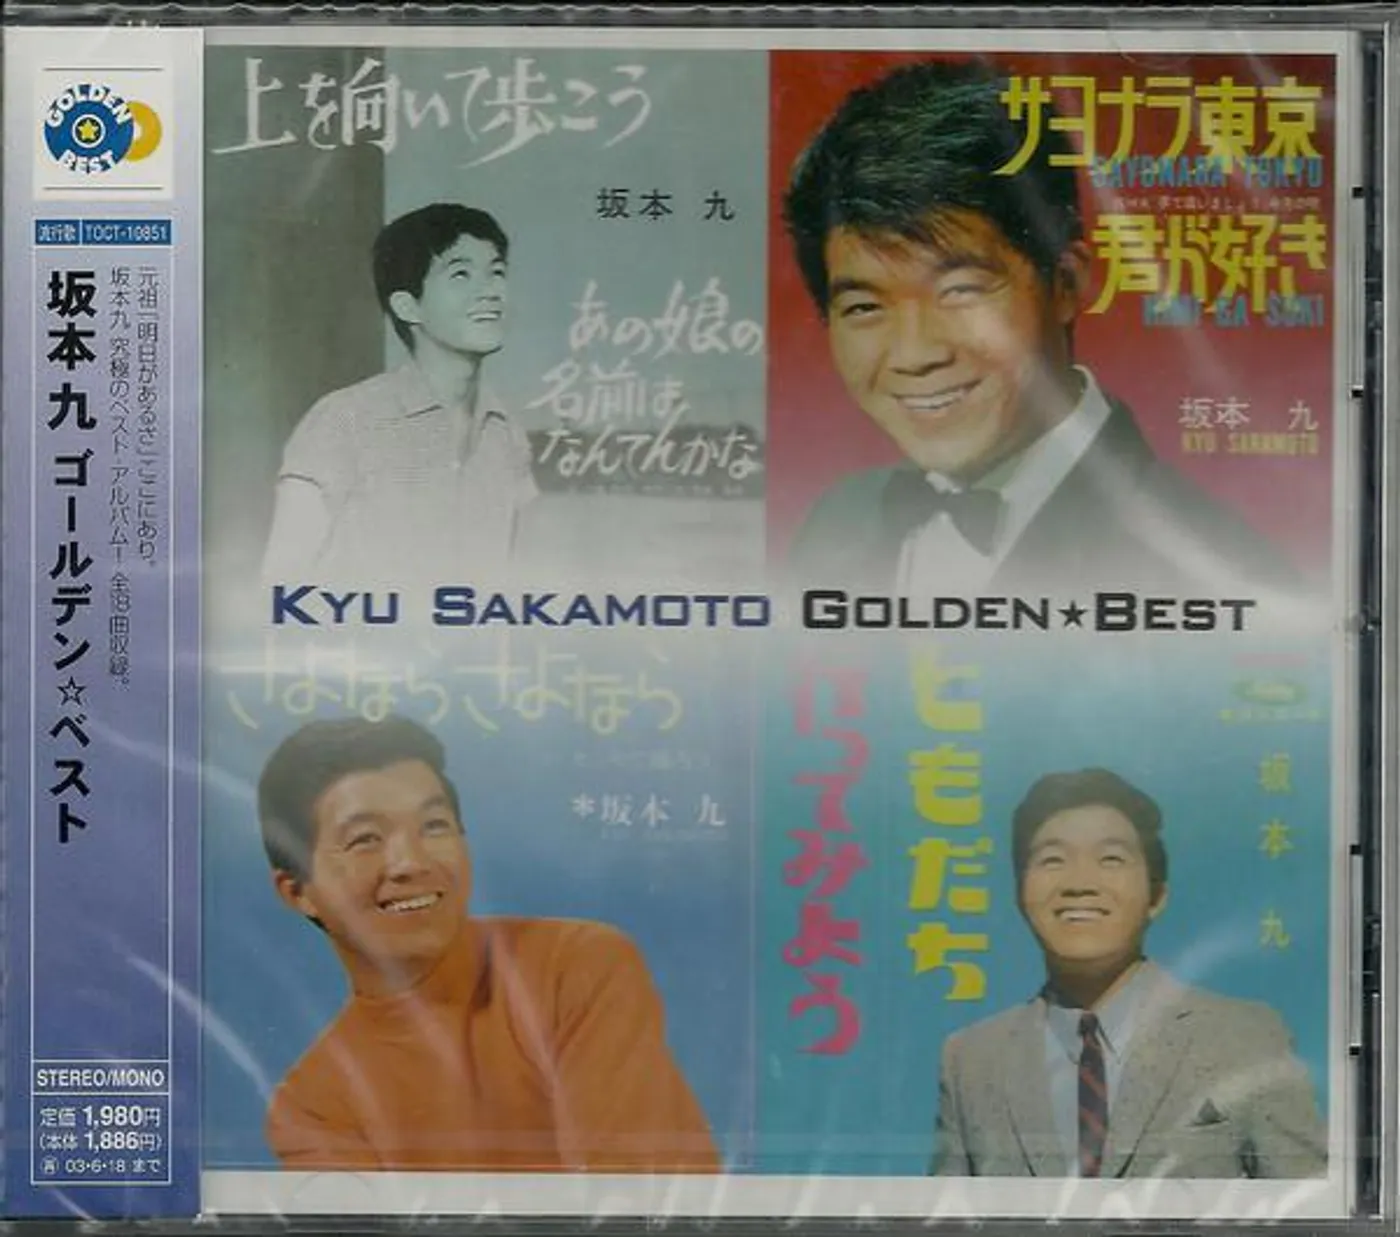 GOLDEN
BEST
流行歌 TOCT-10851
元祖「明日があるさ」ここにあり。
坂本九、究極のベスト・アルバム! 全18曲収録。
坂本 九 ゴールデン☆ベスト
STEREO/MONO
定価 1,980円
(本体 1,886円)
03・6・18 まで
上を向いて歩こう
坂本 九
あの娘の
名前は
なんてんかな
サヨナラ東京
SAYONARA TOKYO
君が好き
KIMI GA SUKI
坂本 九
KYU SAKAMOTO
KYU SAKAMOTO GOLDEN★BEST
さよなら さよなら
*坂本 九
ともだち
ってみよう
坂本九